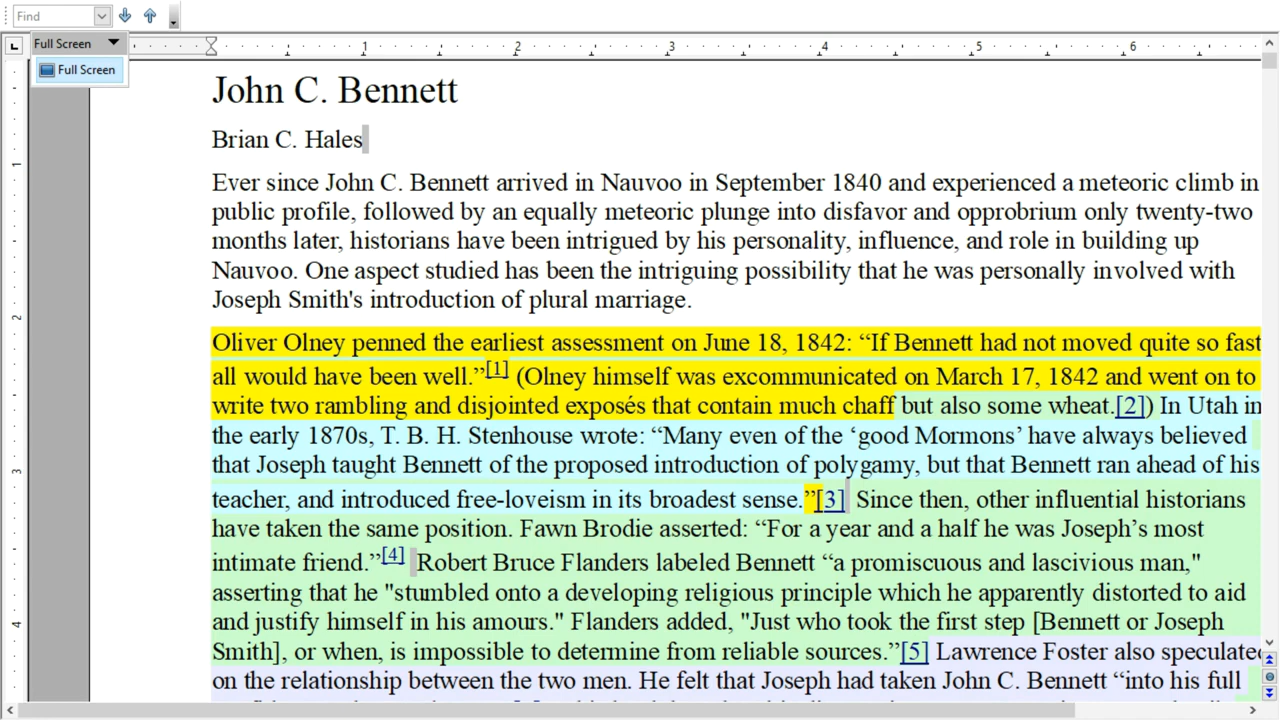 Find
Full Screen
Full Screen
1 2 3 4 5 6
1
2
3
4
John C. Bennett
Brian C. Hales
Ever since John C. Bennett arrived in Nauvoo in September 1840 and experienced a meteoric climb in
public profile, followed by an equally meteoric plunge into disfavor and opprobrium only twenty-two
months later, historians have been intrigued by his personality, influence, and role in building up
Nauvoo. One aspect studied has been the intriguing possibility that he was personally involved with
Joseph Smith's introduction of plural marriage.
Oliver Olney penned the earliest assessment on June 18, 1842: “If Bennett had not moved quite so fast
all would have been well.”[1] (Olney himself was excommunicated on March 17, 1842 and went on to
write two rambling and disjointed exposés that contain much chaff but also some wheat.[2]) In Utah in
the early 1870s, T. B. H. Stenhouse wrote: “Many even of the ‘good Mormons’ have always believed
that Joseph taught Bennett of the proposed introduction of polygamy, but that Bennett ran ahead of his
teacher, and introduced free-loveism in its broadest sense.”[3] Since then, other influential historians
have taken the same position. Fawn Brodie asserted: “For a year and a half he was Joseph’s most
intimate friend.”[4] Robert Bruce Flanders labeled Bennett “a promiscuous and lascivious man,"
asserting that he "stumbled onto a developing religious principle which he apparently distorted to aid
and justify himself in his amours." Flanders added, "Just who took the first step [Bennett or Joseph
Smith], or when, is impossible to determine from reliable sources.”[5] Lawrence Foster also speculated
on the relationship between the two men. He felt that Joseph had taken John C. Bennett “into his full